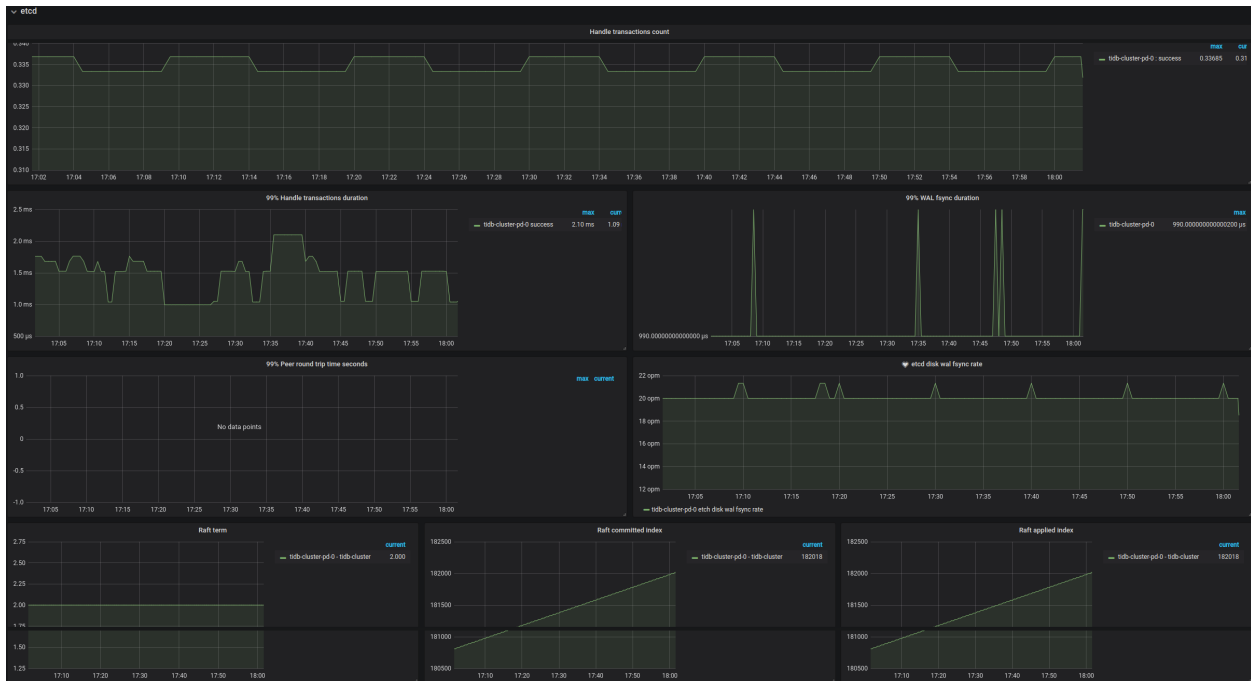 etcd
Handle transactions count
max cur
tidb-cluster-pd-0 : success 0.33685 0.31
0.340
0.335
0.330
0.325
0.320
0.315
0.310
17:02 17:04 17:06 17:08 17:10 17:12 17:14 17:16 17:18 17:20 17:22 17:24 17:26 17:28 17:30 17:32 17:34 17:36 17:38 17:40 17:42 17:44 17:46 17:48 17:50 17:52 17:54 17:56 17:58 18:00
99% Handle transactions duration
max curr
tidb-cluster-pd-0 success 2.10 ms 1.09
2.5 ms
2.0 ms
1.5 ms
1.0 ms
500 µs
17:05 17:10 17:15 17:20 17:25 17:30 17:35 17:40 17:45 17:50 17:55 18:00
99% WAL fsync duration
max
tidb-cluster-pd-0 990.000000000000200 µs
990.00000000000000 µs
17:05 17:10 17:15 17:20 17:25 17:30 17:35 17:40 17:45 17:50 17:55 18:00
99% Peer round trip time seconds
max current
1.0
0.5
No data points
0
-0.5
-1.0
17:05 17:10 17:15 17:20 17:25 17:30 17:35 17:40 17:45 17:50 17:55 18:00
etcd disk wal fsync rate
22 opm
20 opm
18 opm
16 opm
14 opm
12 opm
17:05 17:10 17:15 17:20 17:25 17:30 17:35 17:40 17:45 17:50 17:55 18:00
tidb-cluster-pd-0 etch disk wal fsync rate
Raft term
current
tidb-cluster-pd-0 - tidb-cluster 2.000
2.75
2.50
2.25
2.00
1.75
1.50
1.25
17:10 17:20 17:30 17:40 17:50 18:00
Raft committed index
current
tidb-cluster-pd-0 - tidb-cluster 182018
182500
182000
181500
181000
180500
17:10 17:20 17:30 17:40 17:50 18:00
Raft applied index
current
tidb-cluster-pd-0 - tidb-cluster 182018
182500
182000
181500
181000
180500
17:10 17:20 17:30 17:40 17:50 18:00